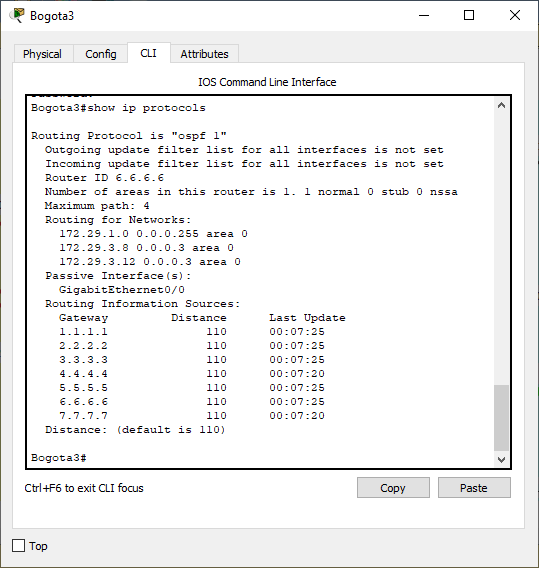 Bogota3
Physical Config CLI Attributes
IOS Command Line Interface
Bogota3#show ip protocols
Routing Protocol is "ospf 1"
Outgoing update filter list for all interfaces is not set
Incoming update filter list for all interfaces is not set
Router ID 6.6.6.6
Number of areas in this router is 1. 1 normal 0 stub 0 nssa
Maximum path: 4
Routing for Networks:
172.29.1.0 0.0.0.255 area 0
172.29.3.8 0.0.0.3 area 0
172.29.3.12 0.0.0.3 area 0
Passive Interface(s):
GigabitEthernet0/0
Routing Information Sources:
Gateway Distance Last Update
1.1.1.1 110 00:07:25
2.2.2.2 110 00:07:25
3.3.3.3 110 00:07:25
4.4.4.4 110 00:07:20
5.5.5.5 110 00:07:25
6.6.6.6 110 00:07:25
7.7.7.7 110 00:07:20
Distance: (default is 110)
Bogota3#
Ctrl+F6 to exit CLI focus
Copy Paste
Top